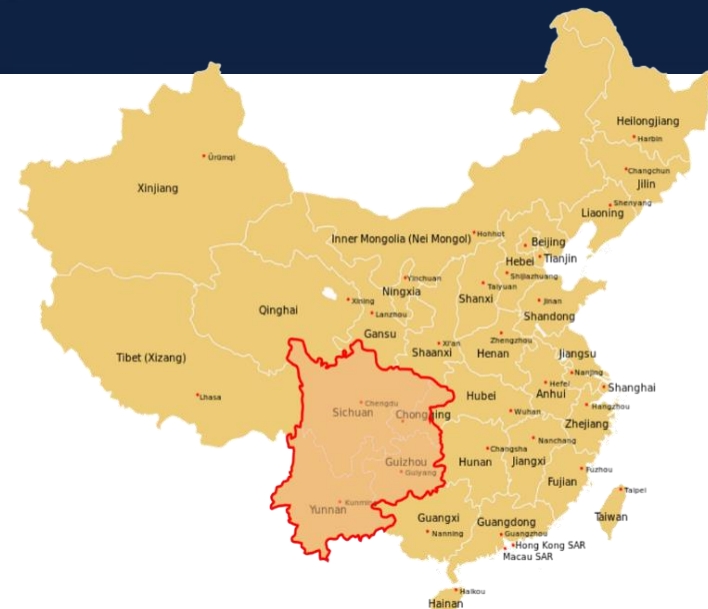 Heilongjiang
Harbin
Changchun
Jilin
Ürümqi
Xinjiang
Shenyang
Liaoning
Inner Mongolia (Nei Mongol)
Hohhot
Beijing
Tianjin
Hebei
Shijiazhuang
Yinchuan
Ningxia
Taiyuan
Shanxi
Xining
Jinan
Qinghai
Lanzhou
Shandong
Gansu
Zhengzhou
Xi'an
Shaanxi
Henan
Jiangsu
Tibet (Xizang)
Nanjing
Hefei
Shanghai
Anhui
Lhasa
Hubei
Chengdu
Hangzhou
Sichuan
Chongqing
Wuhan
Zhejiang
Nanchang
Changsha
Guizhou
Hunan
Jiangxi
Guiyang
Fuzhou
Fujian
Taipei
Kunming
Yunnan
Guangxi
Guangdong
Taiwan
Nanning
Guangzhou
Hong Kong SAR
Macau SAR
Haikou
Hainan